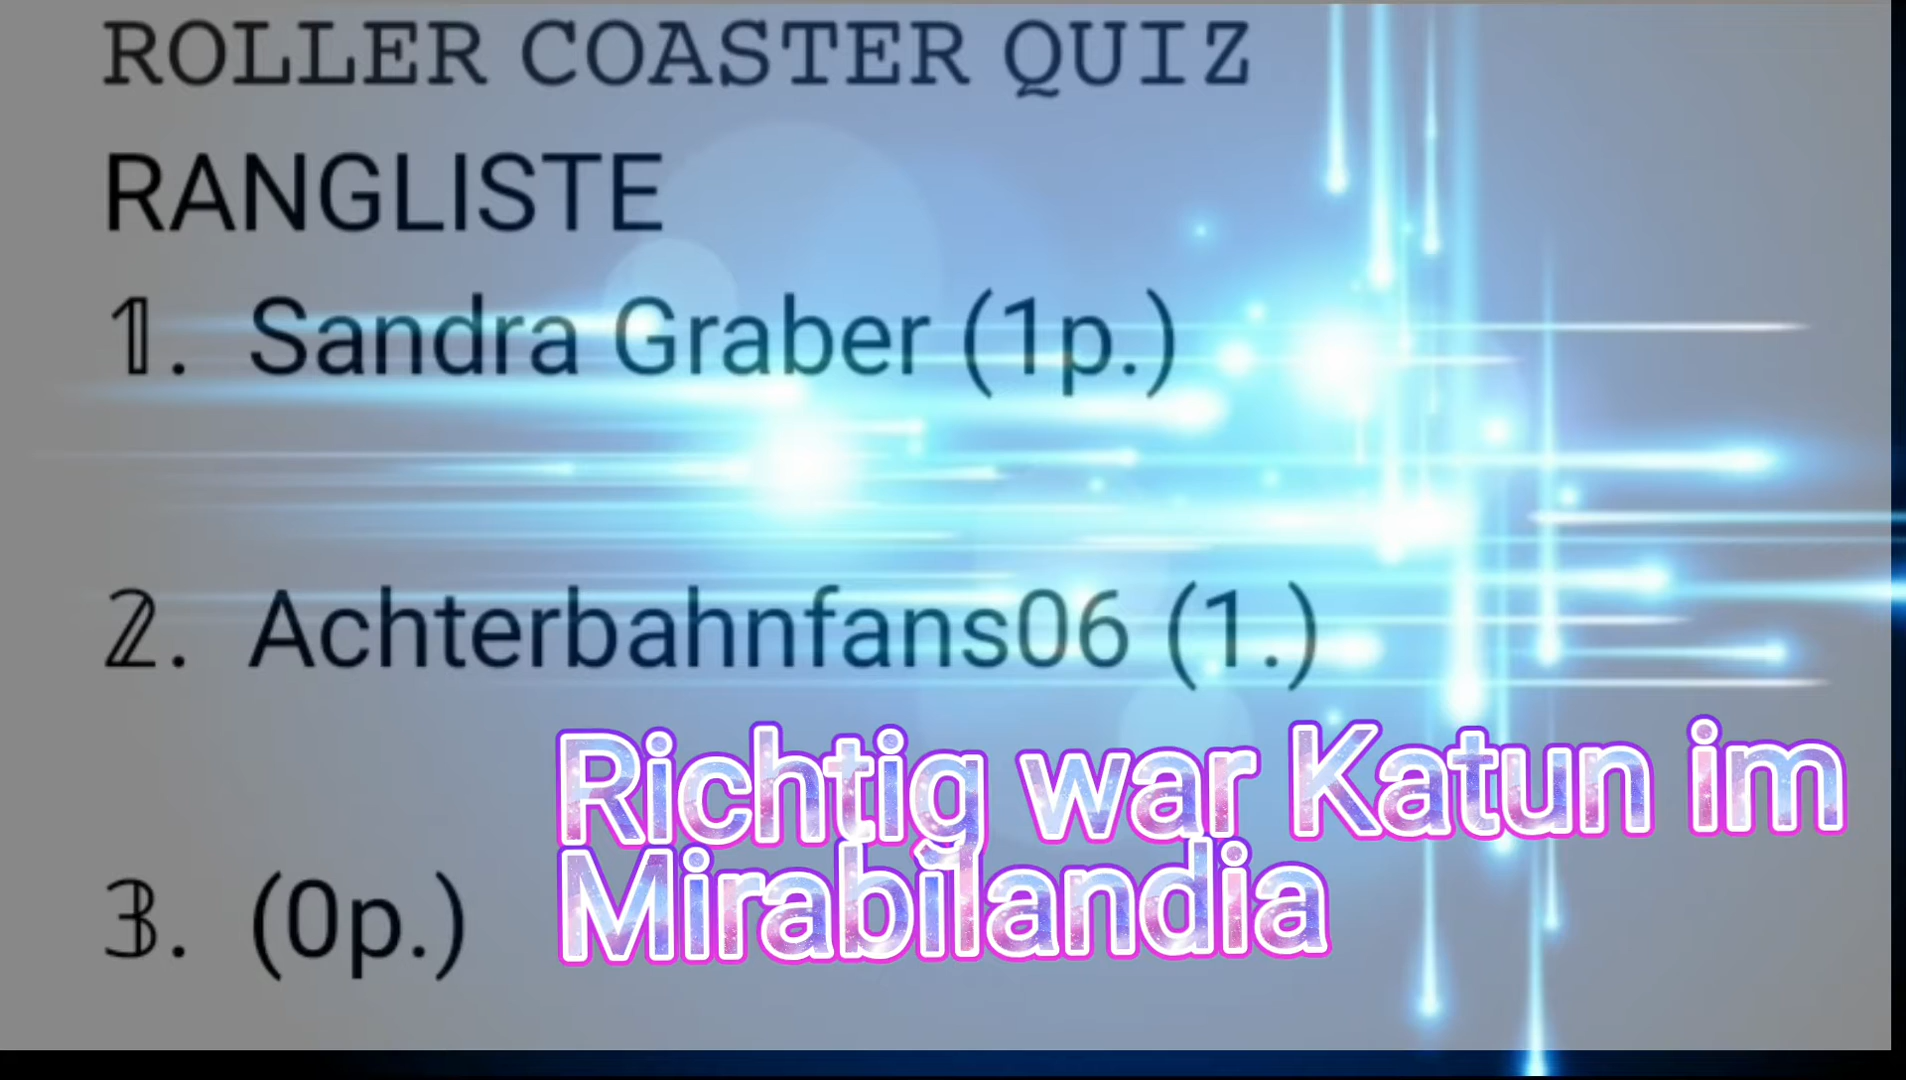 ROLLER COASTER QUIZ
RANGLISTE
1. Sandra Graber (1p.)
2. Achterbahnfans06 (1.)
3. (0p.)
Richtig war Katun im
Mirabilandia